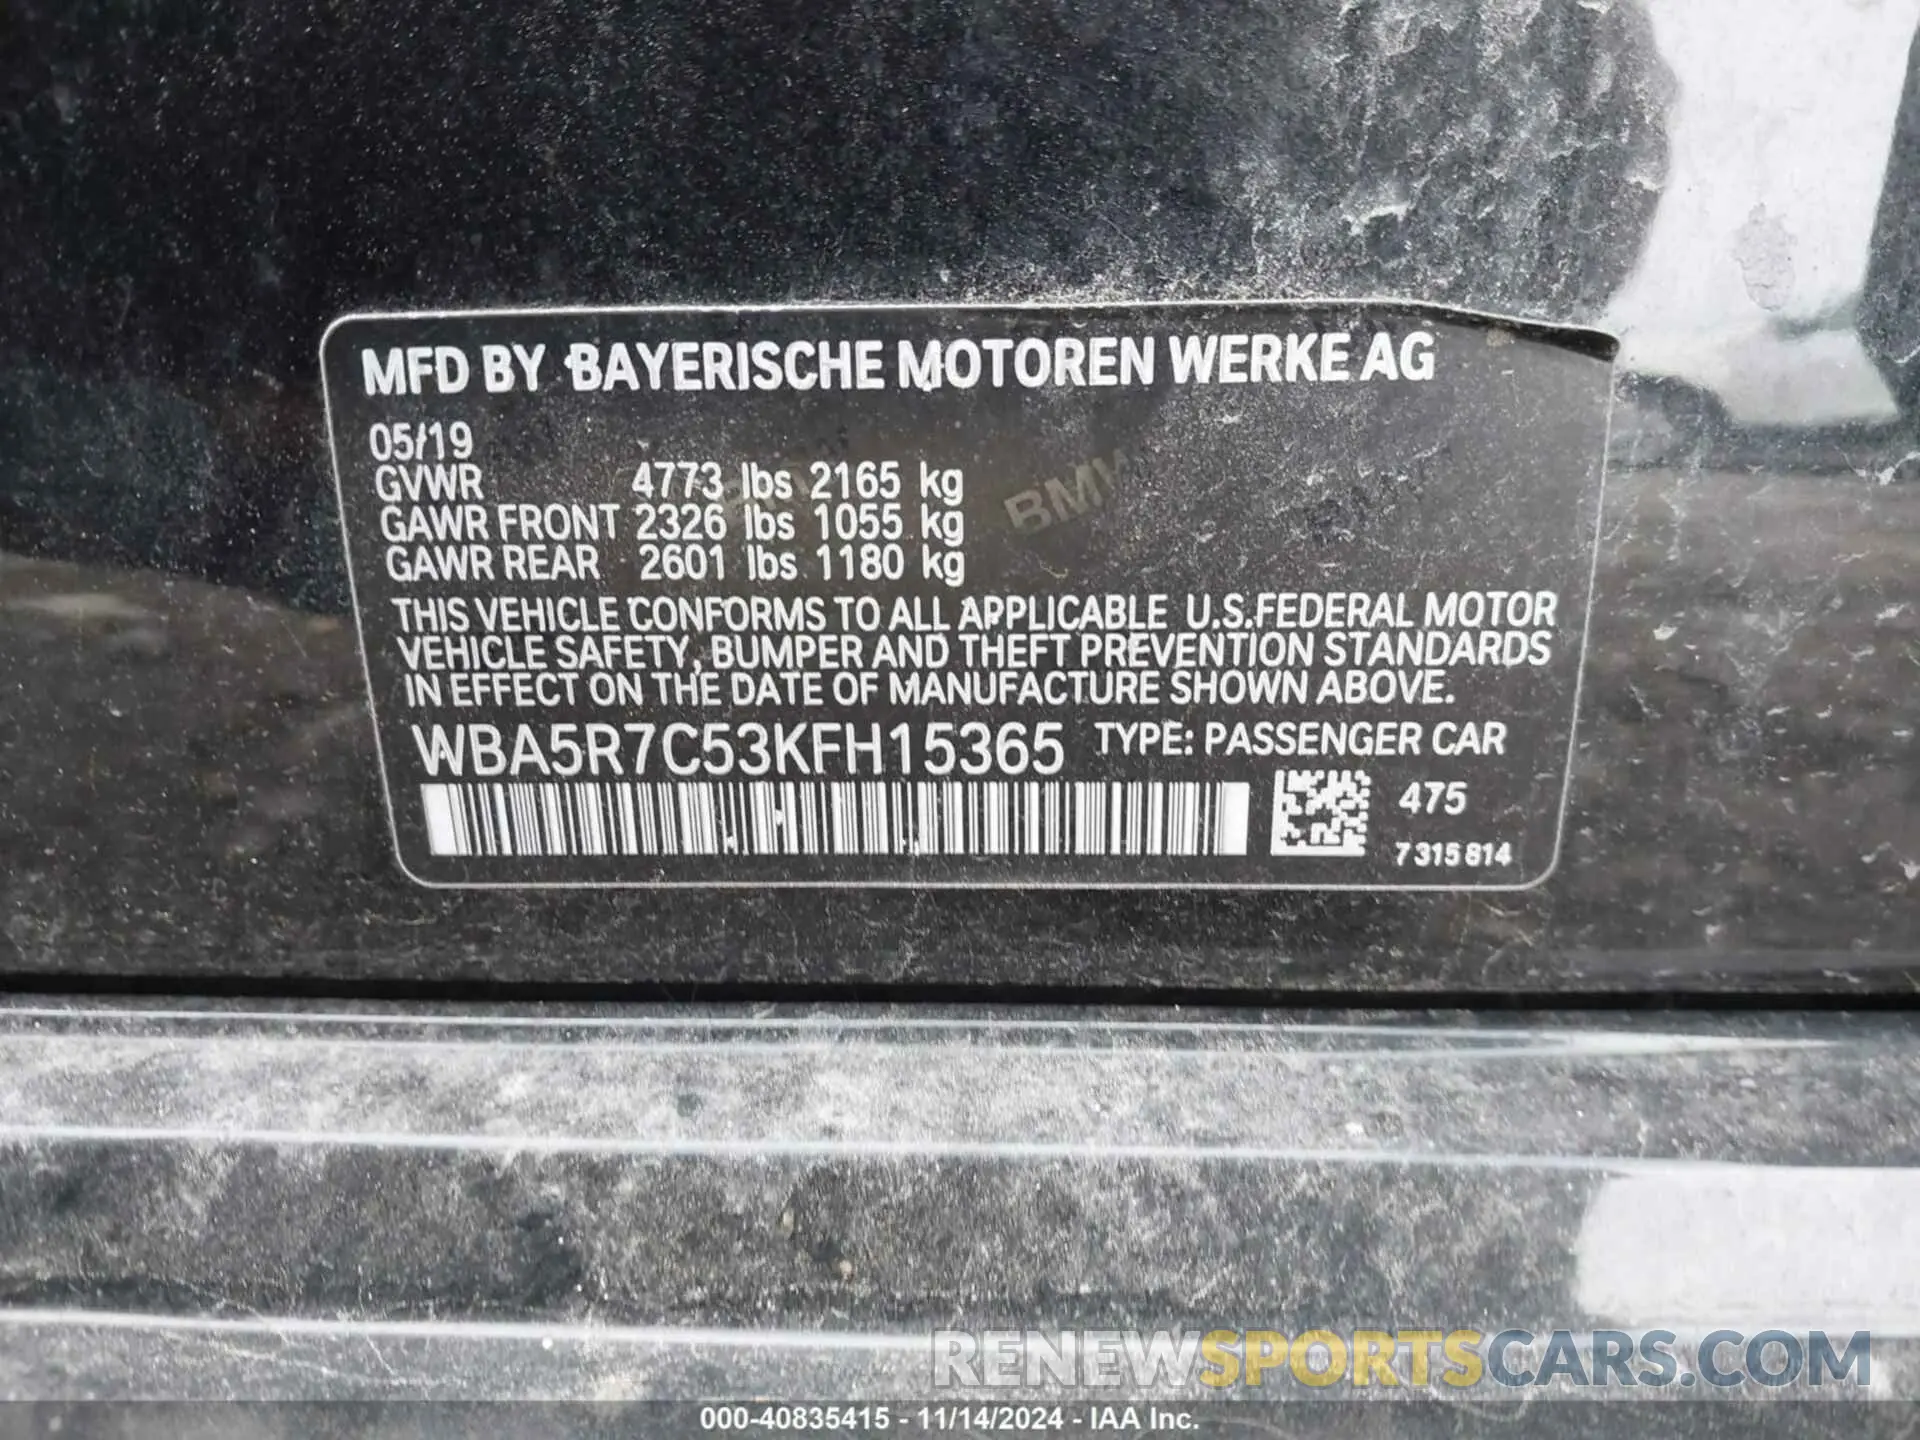 MFD BY BAYERISCHE MOTOREN WERKE AG
05/19
GVWR 4773 lbs 2165 kg
GAWR FRONT 2326 lbs 1055 kg
GAWR REAR 2601 lbs 1180 kg
BMW
THIS VEHICLE CONFORMS TO ALL APPLICABLE U.S.FEDERAL MOTOR
VEHICLE SAFETY, BUMPER AND THEFT PREVENTION STANDARDS
IN EFFECT ON THE DATE OF MANUFACTURE SHOWN ABOVE.
WBA5R7C53KFH15365 TYPE: PASSENGER CAR
475
7315814
RENEWSPORTSCARS.COM
000-40835415 - 11/14/2024 - IAA Inc.